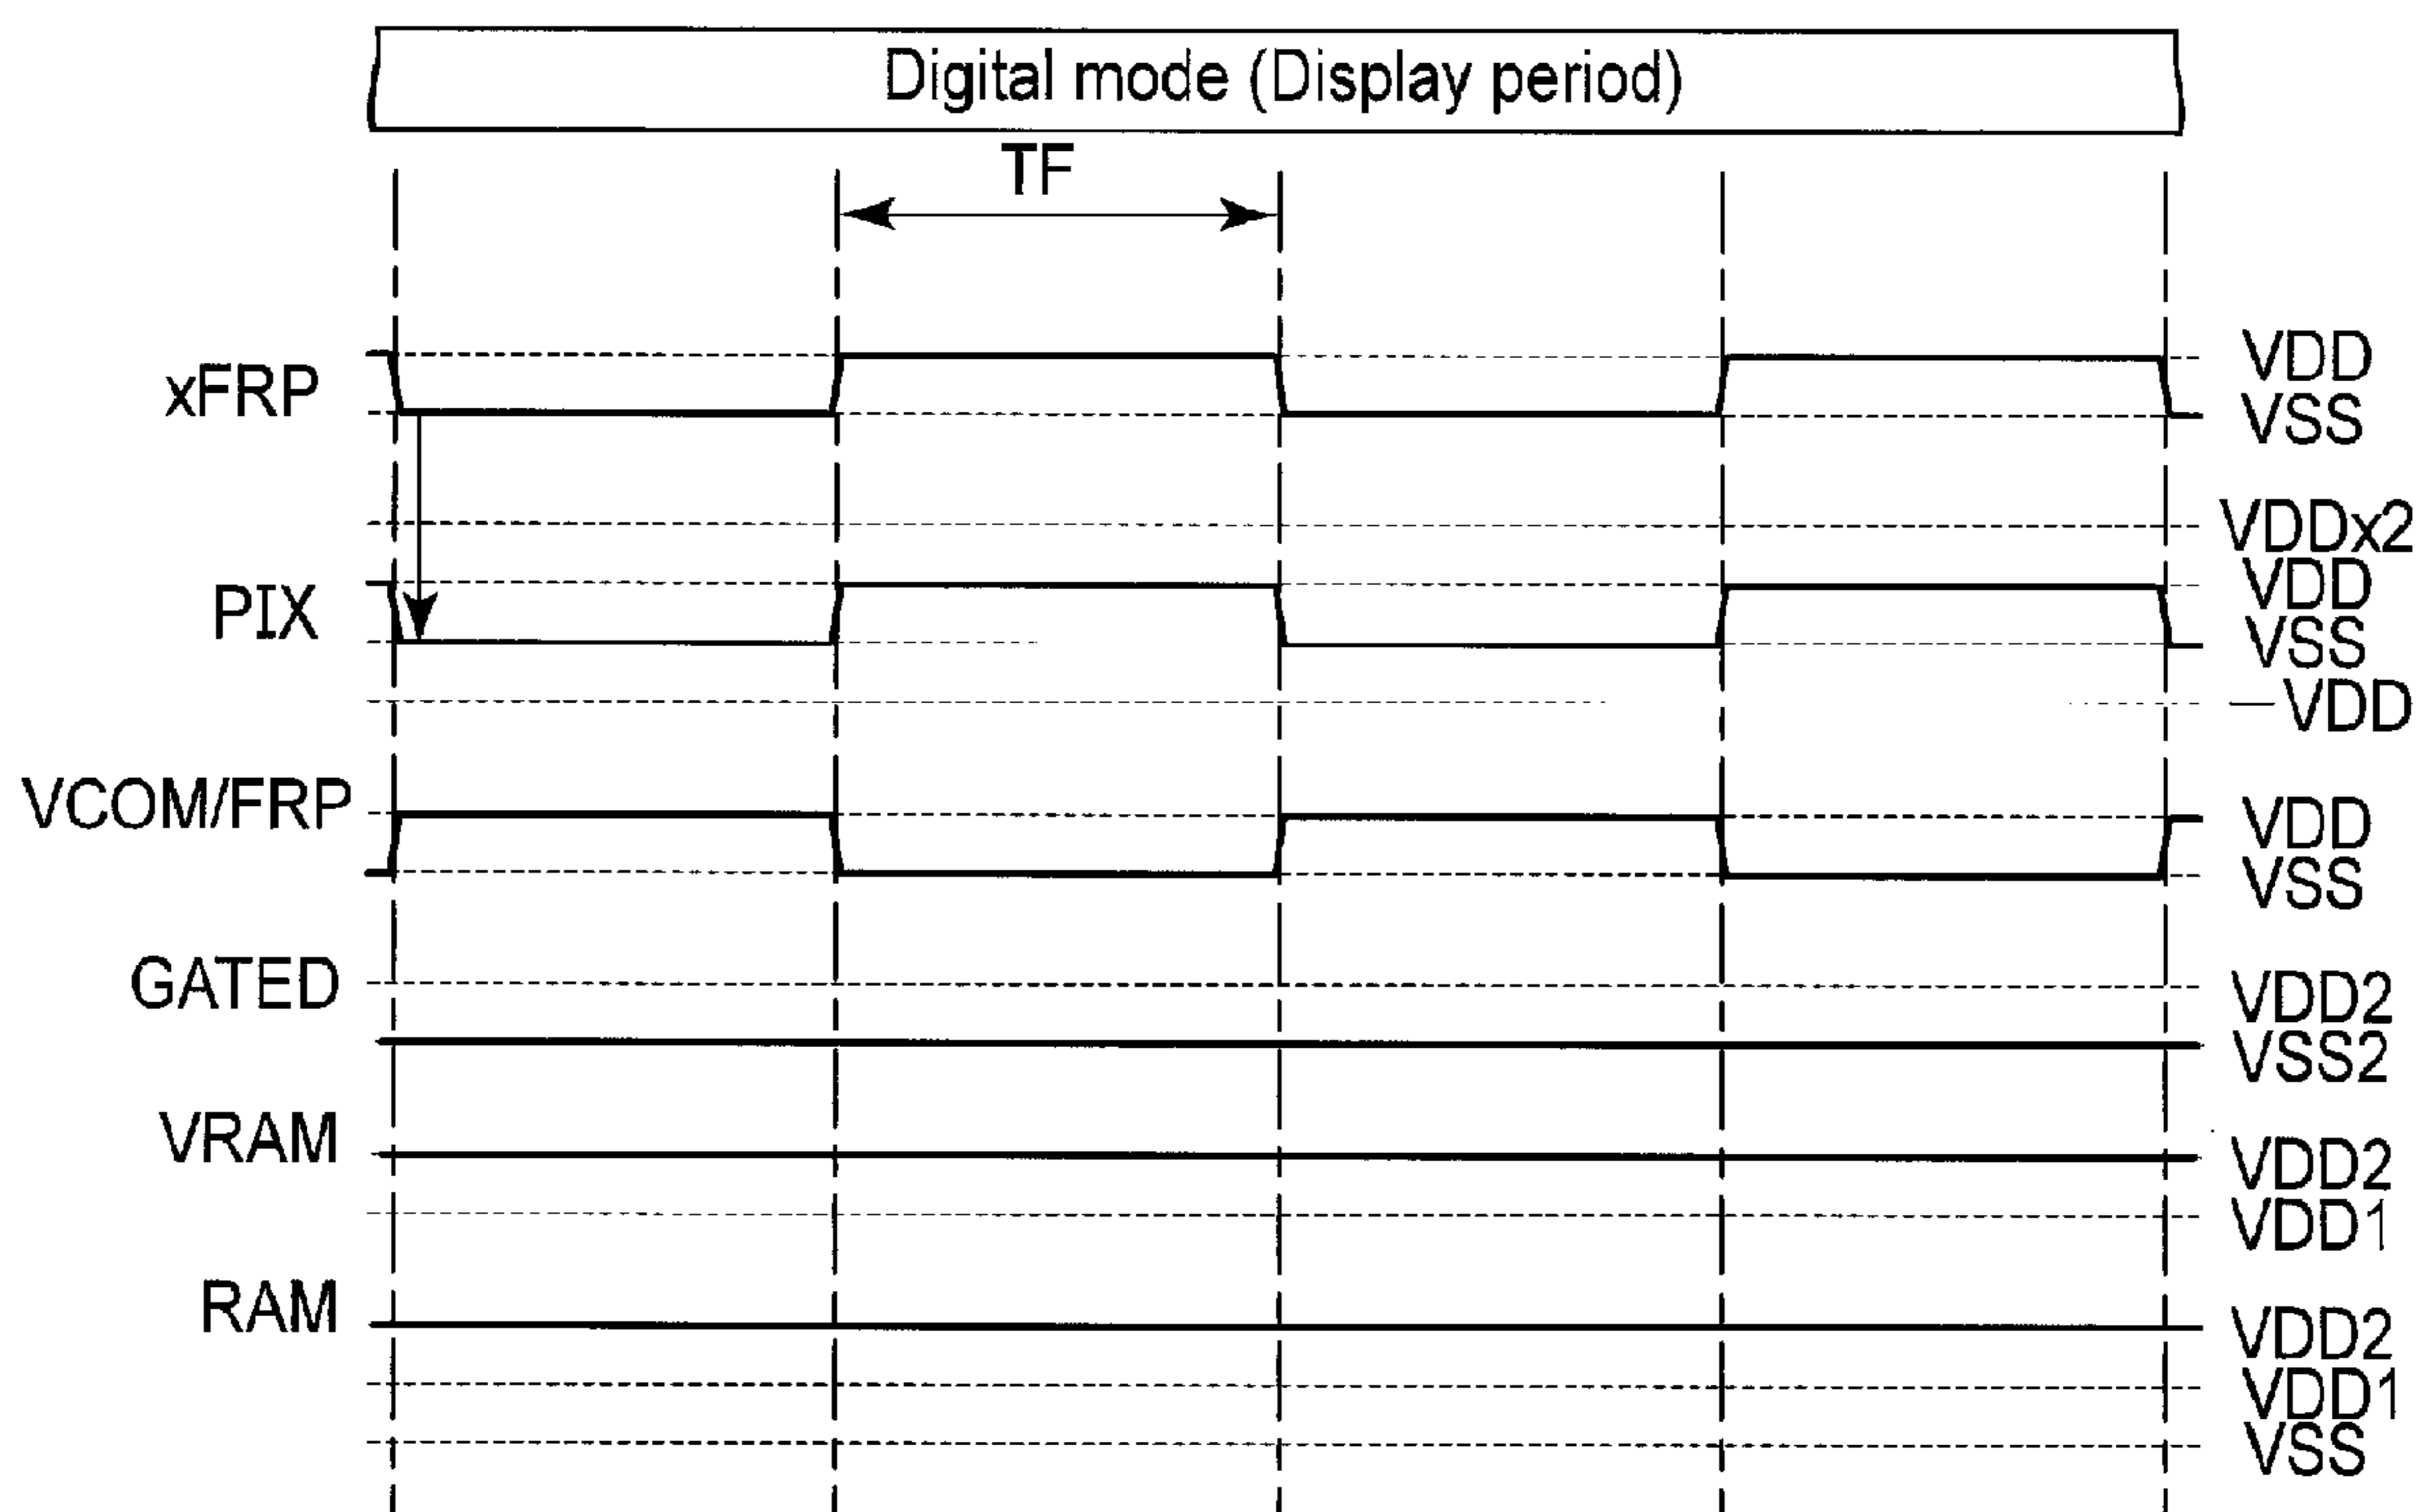 Digital mode (Display period)
TF
xFRP
VDD
VSS
VDDx2
PIX
VDD
VSS
—VDD
VCOM/FRP
VDD
VSS
GATED
VDD2
VSS2
VRAM
VDD2
VDD1
RAM
VDD2
VDD1
VSS